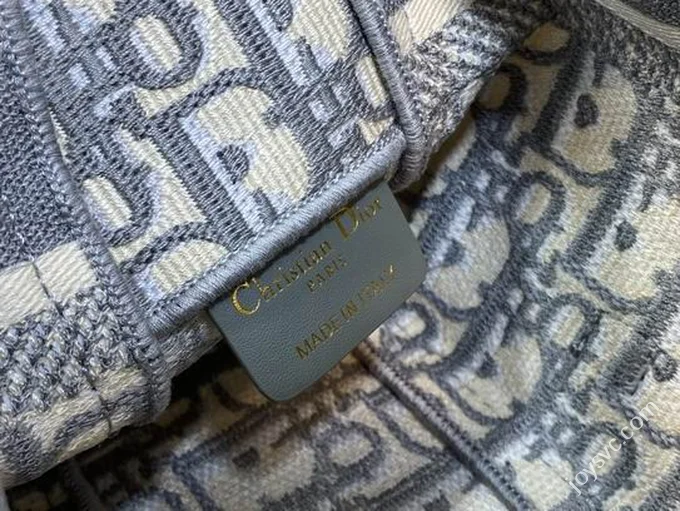 Christian Dior
PARIS
MADE IN ITALY
joysvc.com